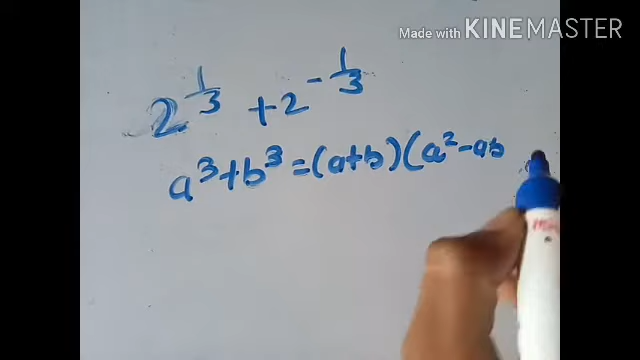 Made with KINEMASTER
2^{1/3} + 2^{-1/3}
a³+b³=(a+b)(a²-ab